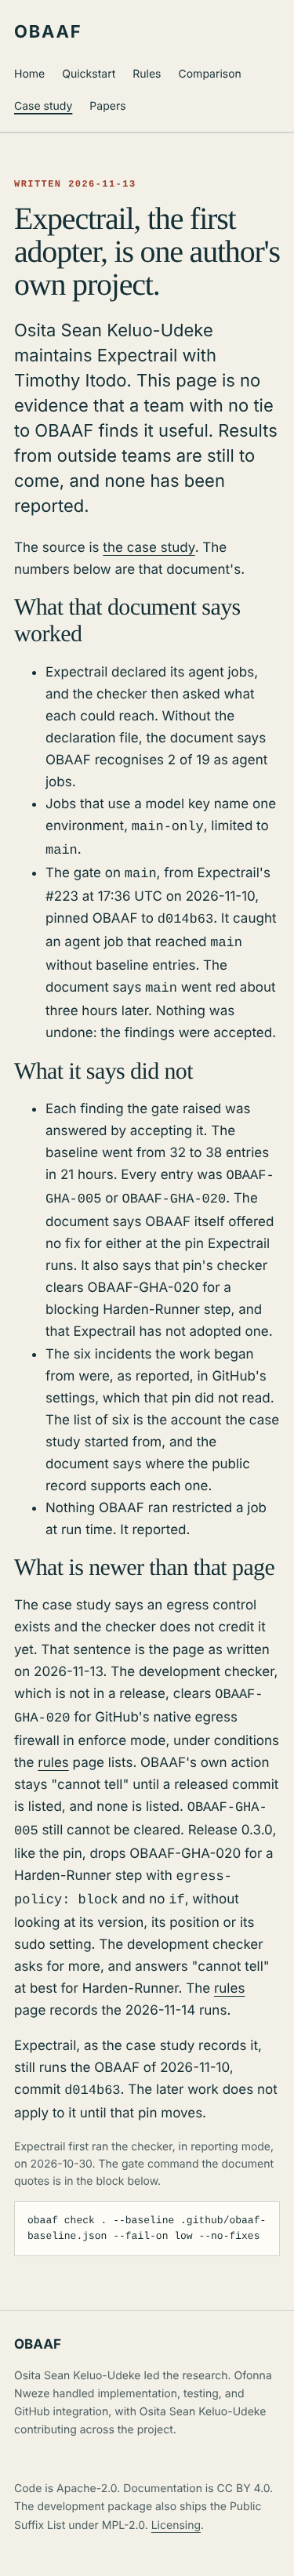 OBAAF
Home Quickstart Rules Comparison
Case study Papers
WRITTEN 2026-11-13
Expectrail, the first
adopter, is one author's
own project.
Osita Sean Keluo-Udeke
maintains Expectrail with
Timothy Itodo. This page is no
evidence that a team with no tie
to OBAAF finds it useful. Results
from outside teams are still to
come, and none has been
reported.
The source is the case study. The
numbers below are that document's.
What that document says
worked
• Expectrail declared its agent jobs,
and the checker then asked what
each could reach. Without the
declaration file, the document says
OBAAF recognises 2 of 19 as agent
jobs.
• Jobs that use a model key name one
environment, main-only, limited to
main.
• The gate on main, from Expectrail's
#223 at 17:36 UTC on 2026-11-10,
pinned OBAAF to d014b63. It caught
an agent job that reached main
without baseline entries. The
document says main went red about
three hours later. Nothing was
undone: the findings were accepted.
What it says did not
• Each finding the gate raised was
answered by accepting it. The
baseline went from 32 to 38 entries
in 21 hours. Every entry was OBAAF-
GHA-005 or OBAAF-GHA-020. The
document says OBAAF itself offered
no fix for either at the pin Expectrail
runs. It also says that pin's checker
clears OBAAF-GHA-020 for a
blocking Harden-Runner step, and
that Expectrail has not adopted one.
• The six incidents the work began
from were, as reported, in GitHub's
settings, which that pin did not read.
The list of six is the account the case
study started from, and the
document says where the public
record supports each one.
• Nothing OBAAF ran restricted a job
at run time. It reported.
What is newer than that page
The case study says an egress control
exists and the checker does not credit it
yet. That sentence is the page as written
on 2026-11-13. The development checker,
which is not in a release, clears OBAAF-
GHA-020 for GitHub's native egress
firewall in enforce mode, under conditions
the rules page lists. OBAAF's own action
stays "cannot tell" until a released commit
is listed, and none is listed. OBAAF-GHA-
005 still cannot be cleared. Release 0.3.0,
like the pin, drops OBAAF-GHA-020 for a
Harden-Runner step with egress-
policy: block and no if, without
looking at its version, its position or its
sudo setting. The development checker
asks for more, and answers "cannot tell"
at best for Harden-Runner. The rules
page records the 2026-11-14 runs.
Expectrail, as the case study records it,
still runs the OBAAF of 2026-11-10,
commit d014b63. The later work does not
apply to it until that pin moves.
Expectrail first ran the checker, in reporting mode,
on 2026-10-30. The gate command the document
quotes is in the block below.
obaaf check . --baseline .github/obaaf-
baseline.json --fail-on low --no-fixes
OBAAF
Osita Sean Keluo-Udeke led the research. Ofonna
Nweze handled implementation, testing, and
GitHub integration, with Osita Sean Keluo-Udeke
contributing across the project.
Code is Apache-2.0. Documentation is CC BY 4.0.
The development package also ships the Public
Suffix List under MPL-2.0. Licensing.